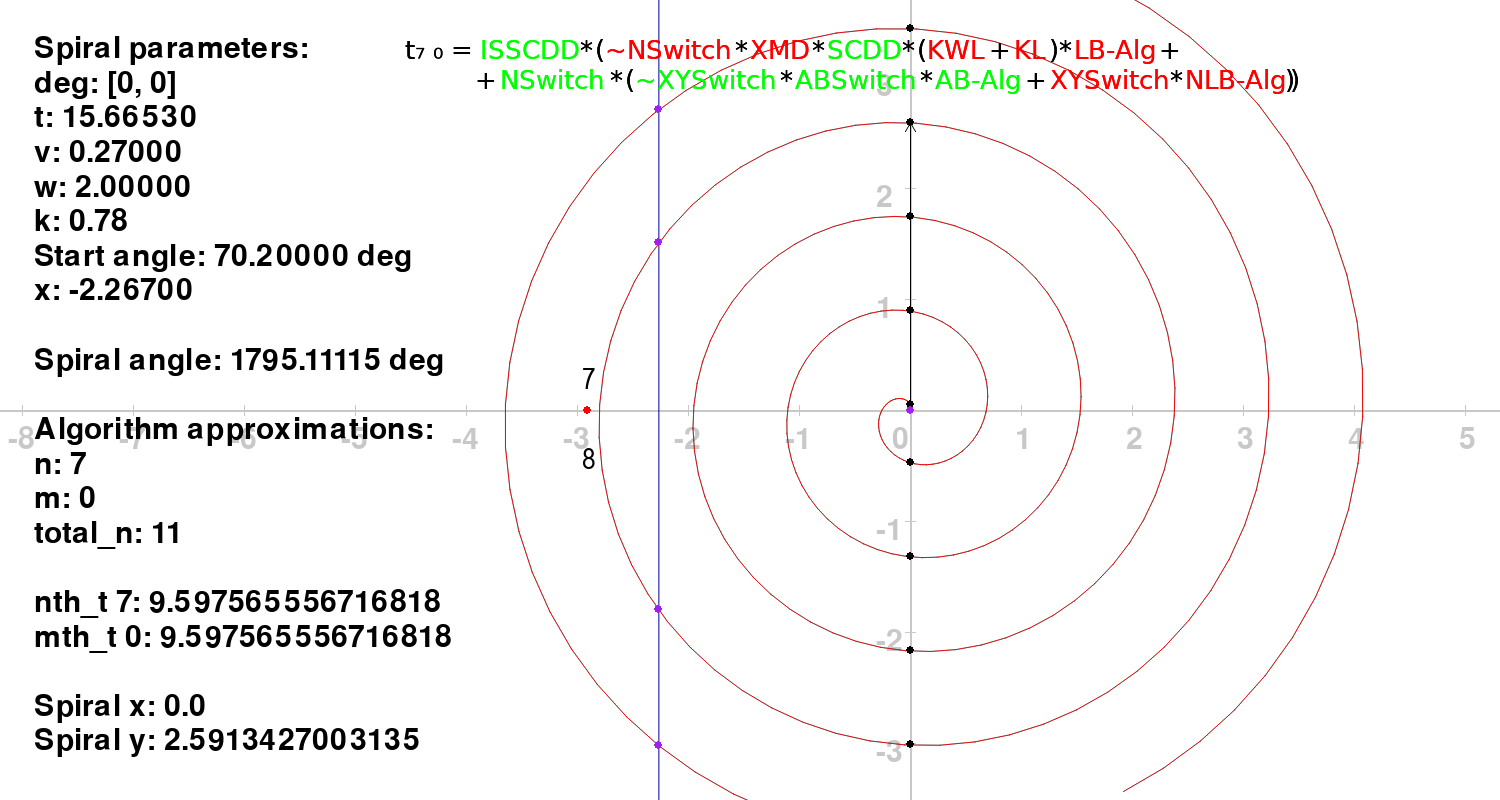 Spiral parameters:
deg: [0, 0]
t: 15.66530
v: 0.27000
w: 2.00000
k: 0.78
Start angle: 70.20000 deg
x: -2.26700
Spiral angle: 1795.11115 deg
Algorithm approximations:
n: 7
m: 0
total_n: 11
nth_t 7: 9.597565556716818
mth_t 0: 9.597565556716818
Spiral x: 0.0
Spiral y: 2.5913427003135
t₇ ₀ = ISSCDD*(~NSwitch*XMD*SCDD*(KWL+KL)*LB-Alg+
+NSwitch*(~XYSwitch*ABSwitch*AB-Alg+XYSwitch*NLB-Alg))
3
2
1
7
8
-8 -7 -6 -5 -4 -3 -2 -1 0 1 2 3 4 5
-1
-2
-3